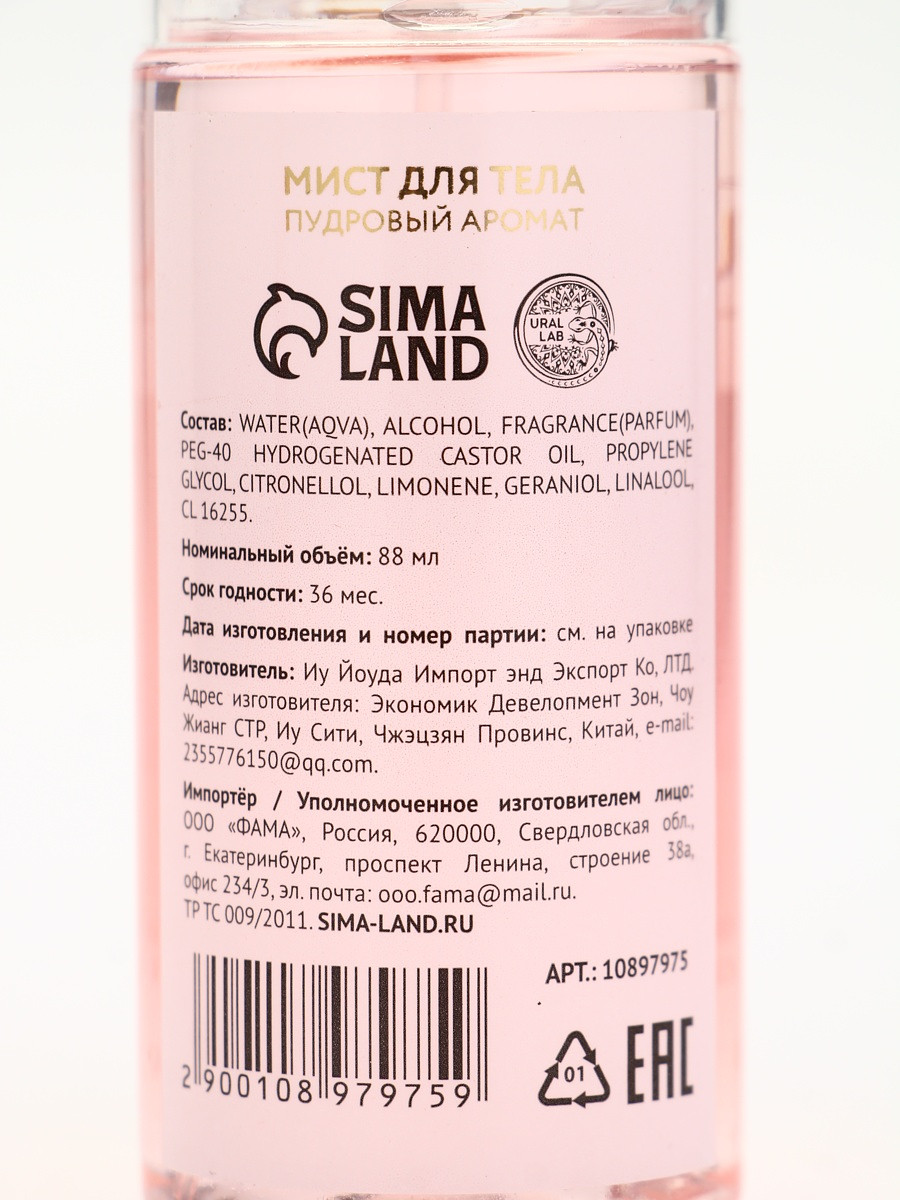 МИСТ ДЛЯ ТЕЛА
ПУДРОВЫЙ АРОМАТ
SIMA
LAND
URAL
LAB
Состав: WATER(AQVA), ALCOHOL, FRAGRANCE(PARFUM),
PEG-40 HYDROGENATED CASTOR OIL, PROPYLENE
GLYCOL, CITRONELLOL, LIMONENE, GERANIOL, LINALOOL,
CL 16255.
Номинальный объём: 88 мл
Срок годности: 36 мес.
Дата изготовления и номер партии: см. на упаковке
Изготовитель: Иу Йоуда Импорт энд Экспорт Ко, ЛТД.
Адрес изготовителя: Экономик Девелопмент Зон, Чоу
Жианг СТР, Иу Сити, Чжэцзян Провинс, Китай, e-mail:
2355776150@qq.com.
Импортёр / Уполномоченное изготовителем лицо:
ООО «ФАМА», Россия, 620000, Свердловская обл.,
г. Екатеринбург, проспект Ленина, строение 38а,
офис 234/3, эл. почта: ooo.fama@mail.ru.
ТР ТС 009/2011. SIMA-LAND.RU
АРТ.: 10897975
2 900108 979759
01
EAC